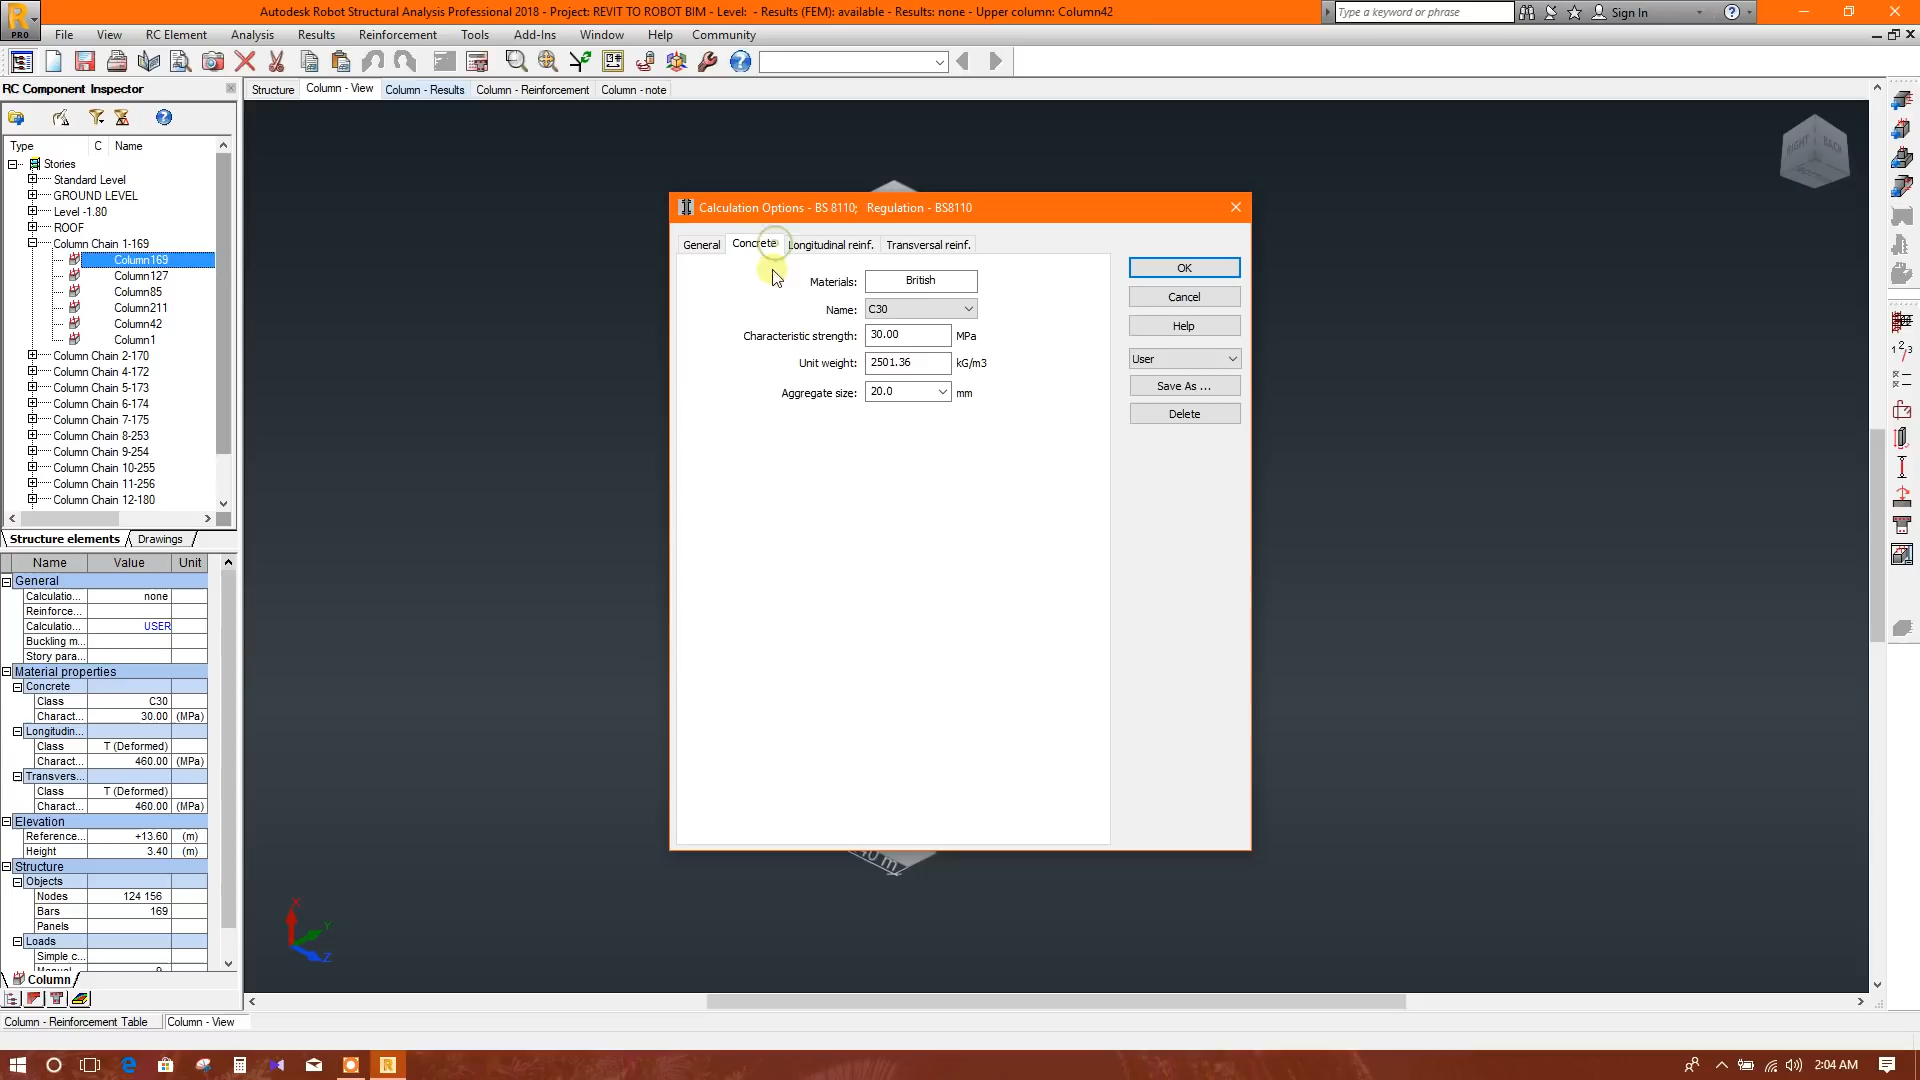 Autodesk Robot Structural Analysis Professional 2018 - Project: REVIT TO ROBOT BIM - Level:  - Results (FEM): available - Results: none - Upper column: Column42
Type a keyword or phrase
Sign In
PRO
File View RC Element Analysis Results Reinforcement Tools Add-Ins Window Help Community
RC Component Inspector
Structure Column - View Column - Results Column - Reinforcement Column - note
Type C Name
Stories
Standard Level
GROUND LEVEL
Level -1.80
ROOF
Column Chain 1-169
Column169
Column127
Column85
Column211
Column42
Column1
Column Chain 2-170
Column Chain 4-172
Column Chain 5-173
Column Chain 6-174
Column Chain 7-175
Column Chain 8-253
Column Chain 9-254
Column Chain 10-255
Column Chain 11-256
Column Chain 12-180
Structure elements Drawings
Name Value Unit
General
Calculatio... none
Reinforce...
Calculatio... USER
Buckling m...
Story para...
Material properties
Concrete
Class C30
Charact... 30.00 (MPa)
Longitudin...
Class T (Deformed)
Charact... 460.00 (MPa)
Transvers...
Class T (Deformed)
Charact... 460.00 (MPa)
Elevation
Reference... +13.60 (m)
Height 3.40 (m)
Structure
Objects
Nodes 124 156
Bars 169
Panels
Loads
Simple c...
Column
Column - Reinforcement Table Column - View
Calculation Options - BS 8110;  Regulation - BS8110
General Concrete Longitudinal reinf. Transversal reinf.
Materials: British
Name: C30
Characteristic strength: 30.00 MPa
Unit weight: 2501.36 kG/m3
Aggregate size: 20.0 mm
OK
Cancel
Help
User
Save As ...
Delete
RIGHT BACK
X
Y
Z
2:04 AM